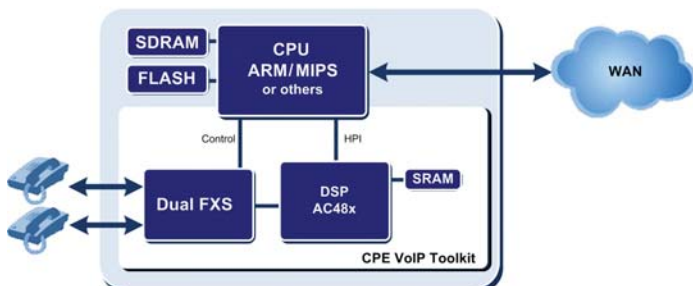 SDRAM
FLASH
CPU
ARM/MIPS
or others
WAN
Control
HPI
Dual FXS
DSP
AC48x
SRAM
CPE VoIP Toolkit